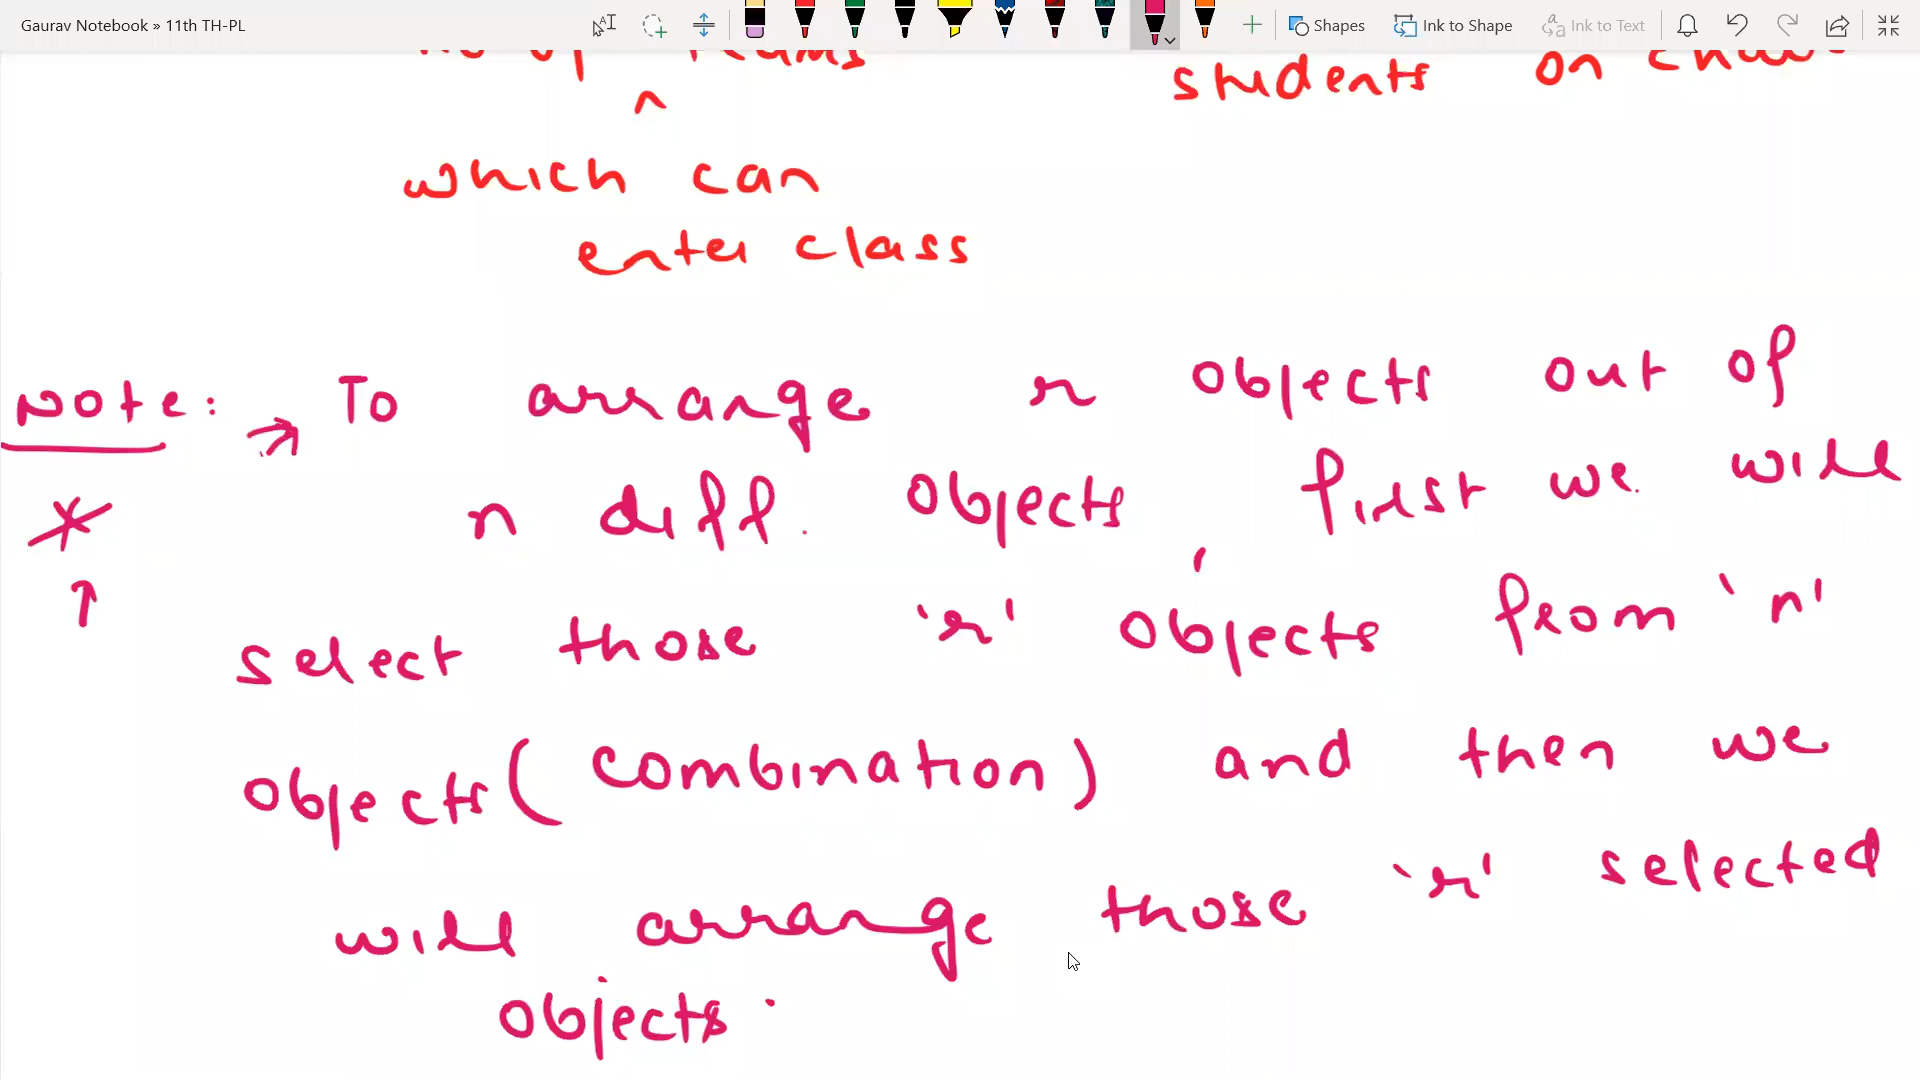 Gaurav Notebook » 11th TH-PL
Shapes
Ink to Shape
Ink to Text
no of
students on
which can
enter class
Note: → To arrange r objects out of
n diff. objects first we will
select those 'r' objects from 'n'
objects (combination) and then we
will arrange those 'r' selected
objects.